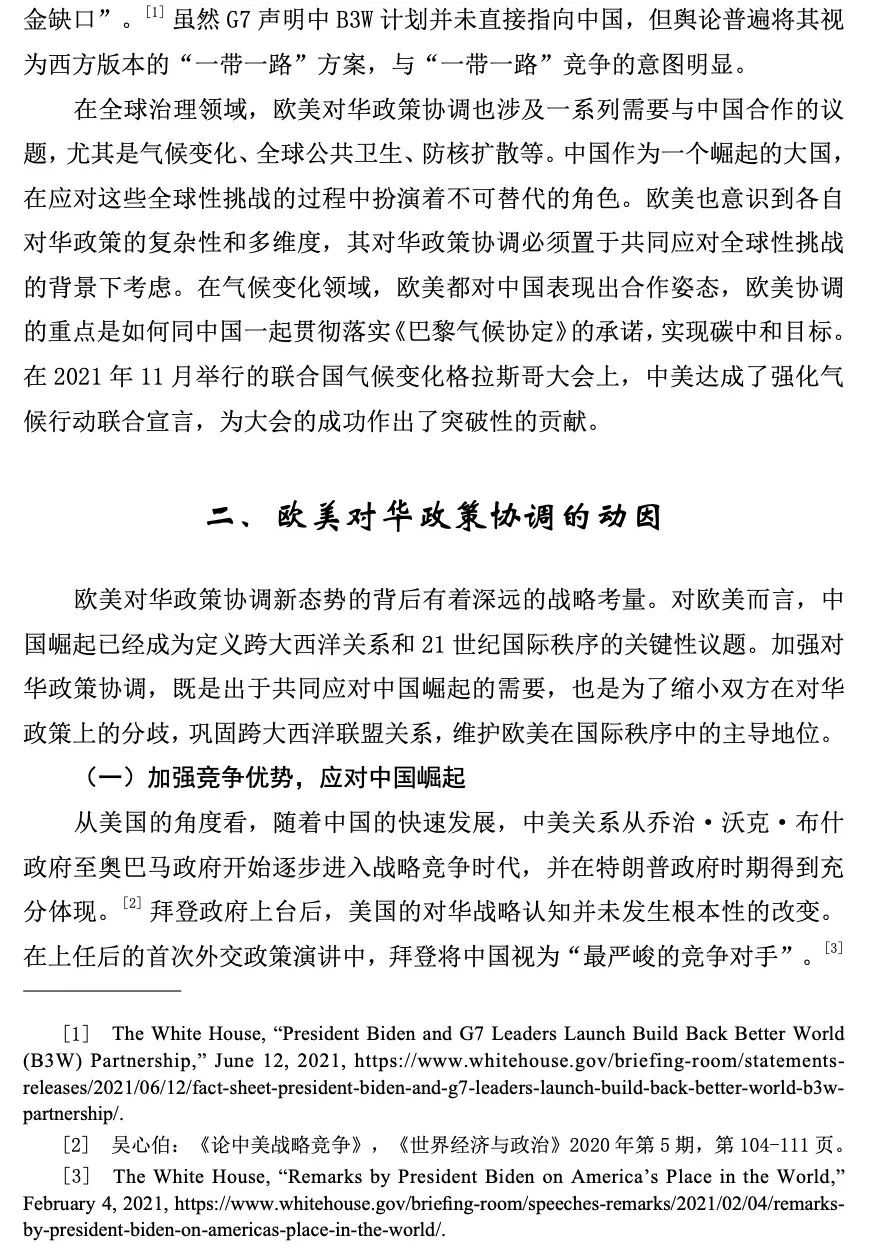 金缺口”。[1] 虽然 G7 声明中 B3W 计划并未直接指向中国，但舆论普遍将其视
为西方版本的“一带一路”方案，与“一带一路”竞争的意图明显。
在全球治理领域，欧美对华政策协调也涉及一系列需要与中国合作的议
题，尤其是气候变化、全球公共卫生、防核扩散等。中国作为一个崛起的大国，
在应对这些全球性挑战的过程中扮演着不可替代的角色。欧美也意识到各自
对华政策的复杂性和多维度，其对华政策协调必须置于共同应对全球性挑战
的背景下考虑。在气候变化领域，欧美都对中国表现出合作姿态，欧美协调
的重点是如何同中国一起贯彻落实《巴黎气候协定》的承诺，实现碳中和目标。
在 2021 年 11 月举行的联合国气候变化格拉斯哥大会上，中美达成了强化气
候行动联合宣言，为大会的成功作出了突破性的贡献。
二、欧美对华政策协调的动因
欧美对华政策协调新态势的背后有着深远的战略考量。对欧美而言，中
国崛起已经成为定义跨大西洋关系和 21 世纪国际秩序的关键性议题。加强对
华政策协调，既是出于共同应对中国崛起的需要，也是为了缩小双方在对华
政策上的分歧，巩固跨大西洋联盟关系，维护欧美在国际秩序中的主导地位。
（一）加强竞争优势，应对中国崛起
从美国的角度看，随着中国的快速发展，中美关系从乔治·沃克·布什
政府至奥巴马政府开始逐步进入战略竞争时代，并在特朗普政府时期得到充
分体现。[2] 拜登政府上台后，美国的对华战略认知并未发生根本性的改变。
在上任后的首次外交政策演讲中，拜登将中国视为“最严峻的竞争对手”。[3]
[1] The White House, “President Biden and G7 Leaders Launch Build Back Better World
(B3W) Partnership,” June 12, 2021, https://www.whitehouse.gov/briefing-room/statements-
releases/2021/06/12/fact-sheet-president-biden-and-g7-leaders-launch-build-back-better-world-b3w-
partnership/.
[2] 吴心伯：《论中美战略竞争》，《世界经济与政治》2020 年第 5 期，第 104-111 页。
[3] The White House, “Remarks by President Biden on America’s Place in the World,”
February 4, 2021, https://www.whitehouse.gov/briefing-room/speeches-remarks/2021/02/04/remarks-
by-president-biden-on-americas-place-in-the-world/.